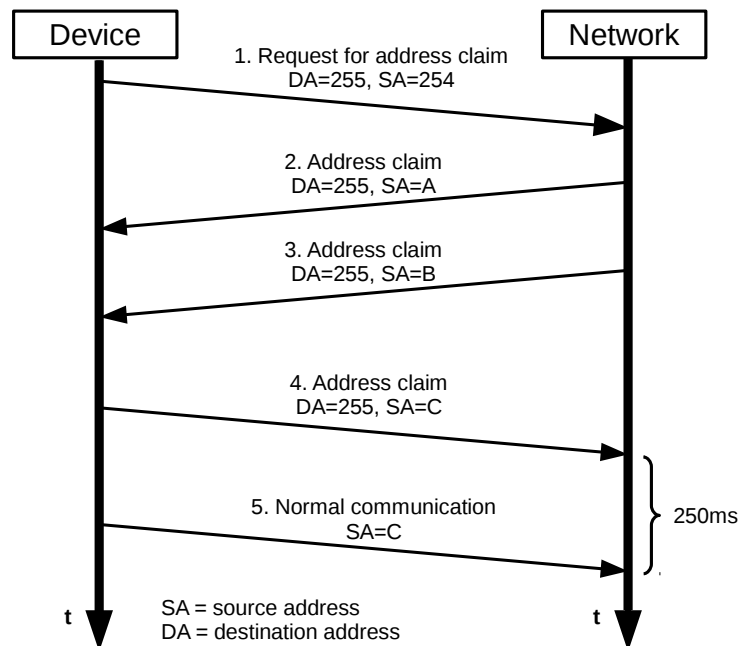 Device
Network
1. Request for address claim
DA=255, SA=254
2. Address claim
DA=255, SA=A
3. Address claim
DA=255, SA=B
4. Address claim
DA=255, SA=C
5. Normal communication
SA=C
250ms
t
SA = source address
DA = destination address
t